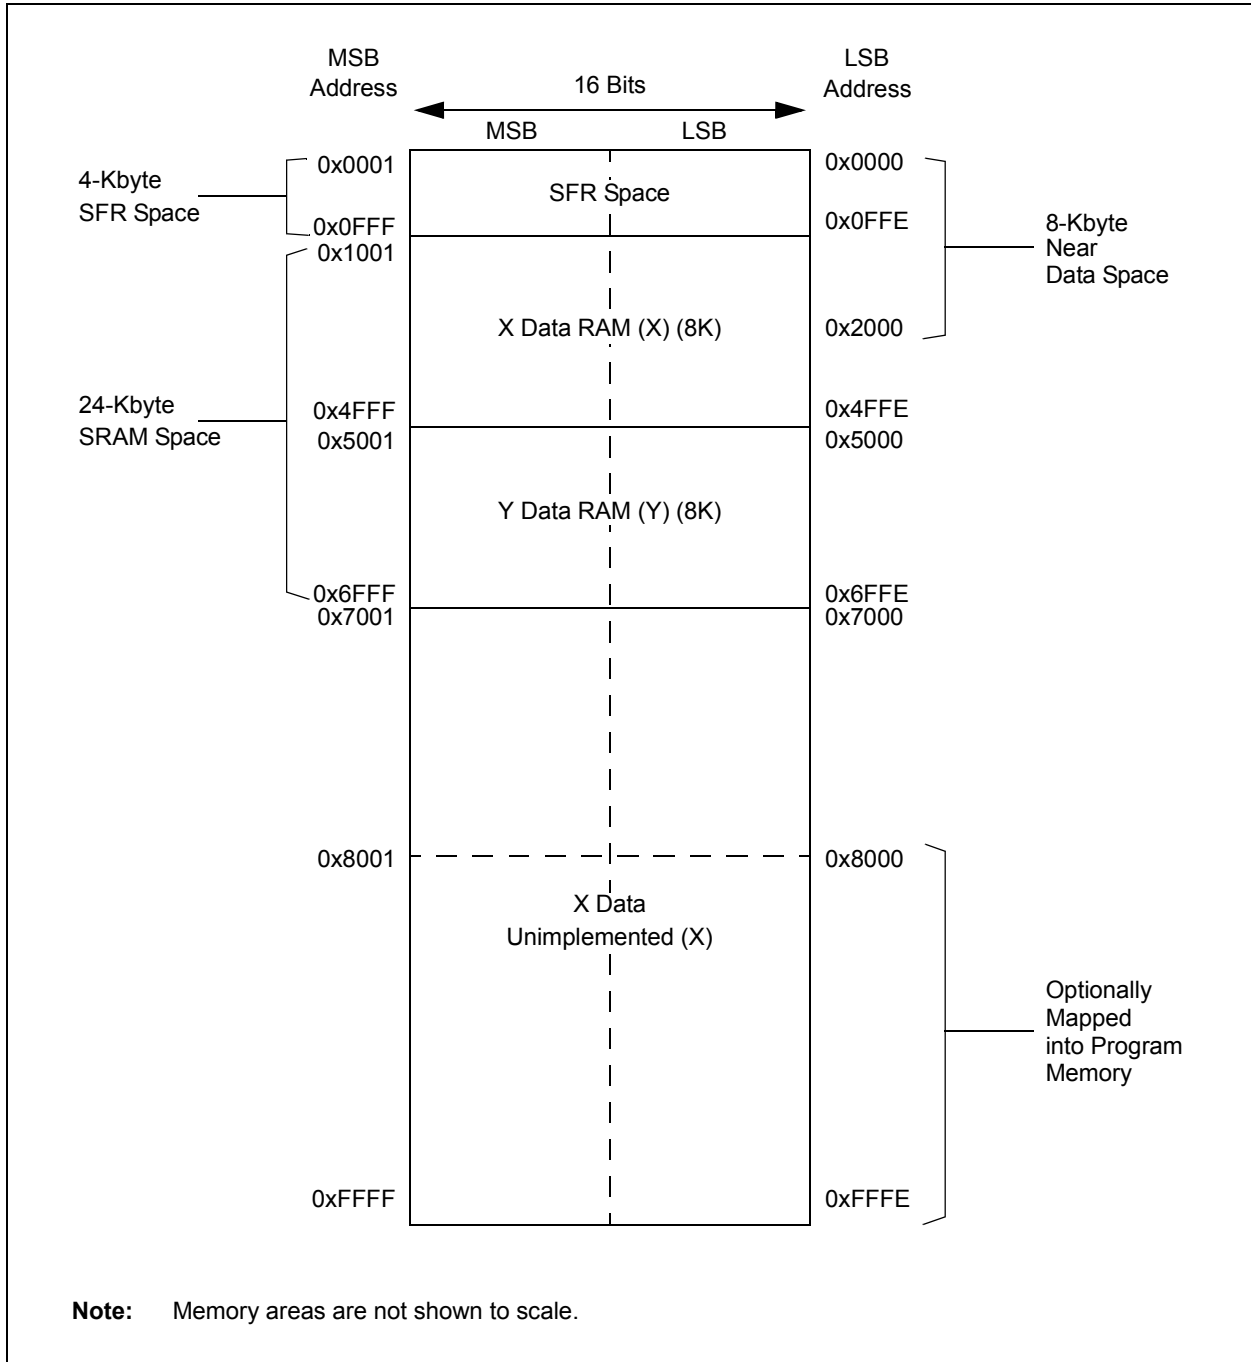 MSB
Address
LSB
Address
16 Bits
MSB
LSB
0x0001
0x0000
4-Kbyte
SFR Space
SFR Space
0x0FFF
0x0FFE
8-Kbyte
Near
Data Space
0x1001
X Data RAM (X) (8K)
0x2000
24-Kbyte
SRAM Space
0x4FFF
0x4FFE
0x5001
0x5000
Y Data RAM (Y) (8K)
0x6FFF
0x6FFE
0x7001
0x7000
0x8001
0x8000
X Data
Unimplemented (X)
Optionally
Mapped
into Program
Memory
0xFFFF
0xFFFE
Note: Memory areas are not shown to scale.